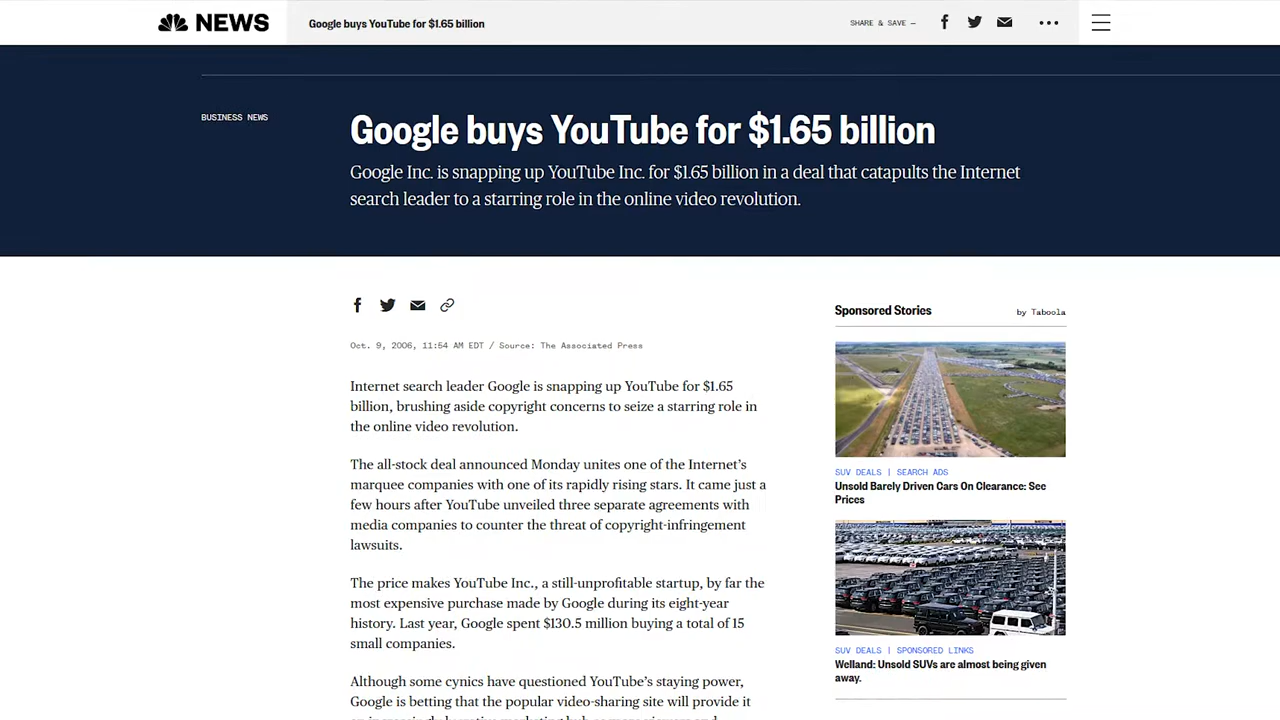 NEWS
Google buys YouTube for $1.65 billion
SHARE & SAVE —
BUSINESS NEWS
Google buys YouTube for $1.65 billion
Google Inc. is snapping up YouTube Inc. for $1.65 billion in a deal that catapults the Internet
search leader to a starring role in the online video revolution.
Oct. 9, 2006, 11:54 AM EDT / Source: The Associated Press
Internet search leader Google is snapping up YouTube for $1.65
billion, brushing aside copyright concerns to seize a starring role in
the online video revolution.
The all-stock deal announced Monday unites one of the Internet's
marquee companies with one of its rapidly rising stars. It came just a
few hours after YouTube unveiled three separate agreements with
media companies to counter the threat of copyright-infringement
lawsuits.
The price makes YouTube Inc., a still-unprofitable startup, by far the
most expensive purchase made by Google during its eight-year
history. Last year, Google spent $130.5 million buying a total of 15
small companies.
Although some cynics have questioned YouTube's staying power,
Google is betting that the popular video-sharing site will provide it
Sponsored Stories
by Taboola
SUV DEALS | SEARCH ADS
Unsold Barely Driven Cars On Clearance: See
Prices
SUV DEALS | SPONSORED LINKS
Welland: Unsold SUVs are almost being given
away.